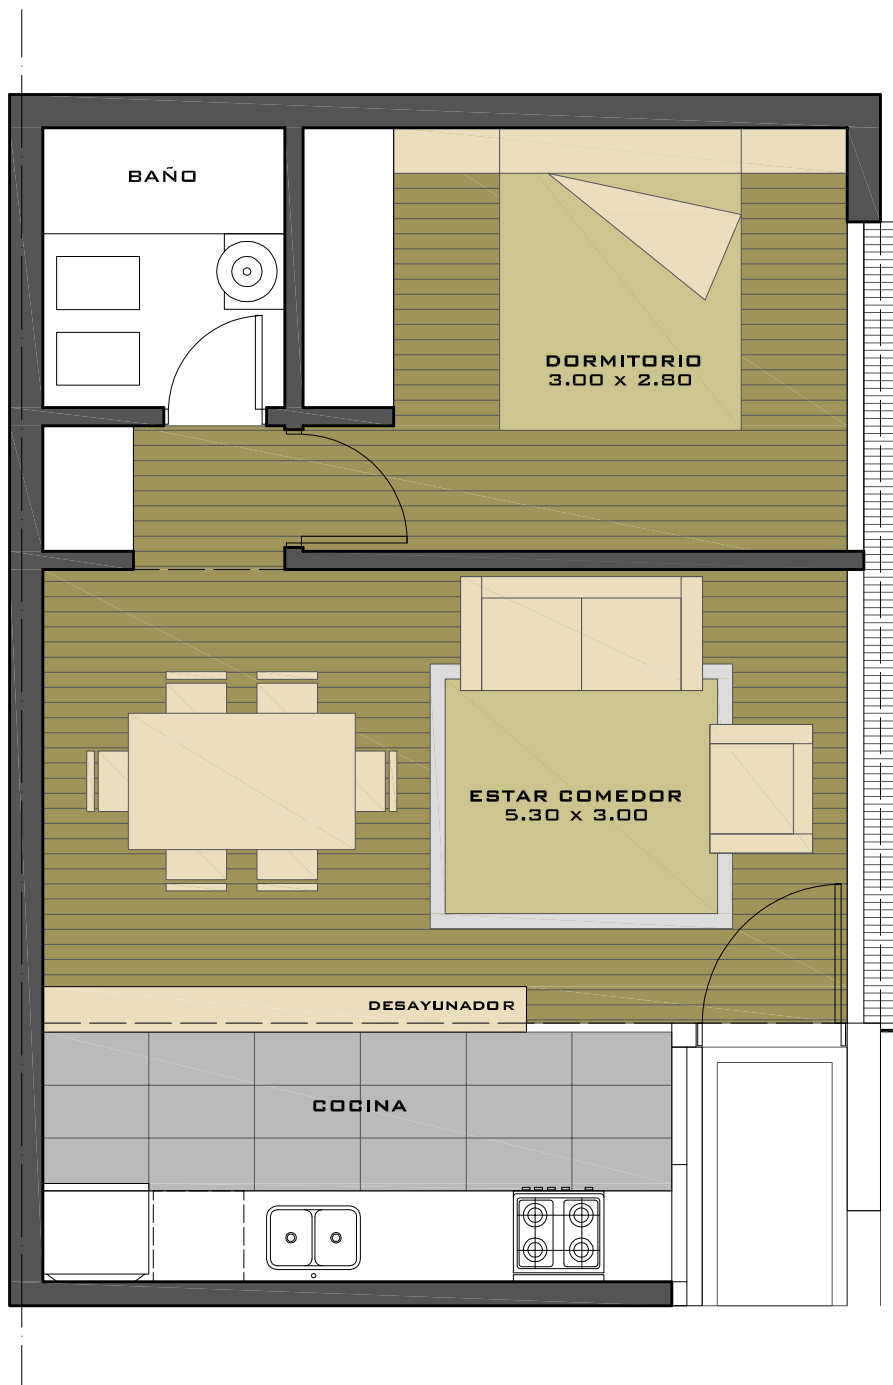 BAÑO
DORMITORIO
3.00 x 2.80
ESTAR COMEDOR
5.30 x 3.00
DESAYUNADOR
COCINA